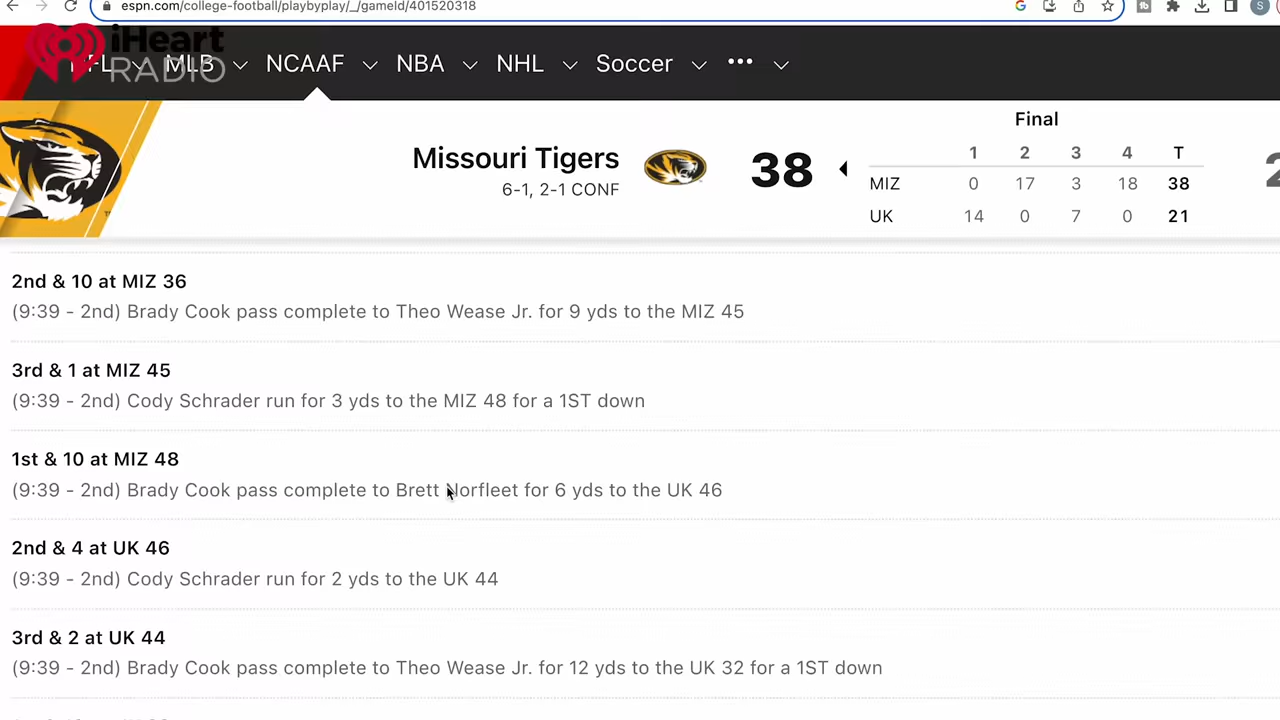 espn.com/college-football/playbyplay/_/gameId/401520318
S
iHeart
RADIO
NFL MLB NCAAF NBA NHL Soccer •••
Final
Missouri Tigers 38
6-1, 2-1 CONF
1 2 3 4 T
MIZ 0 17 3 18 38
UK 14 0 7 0 21
2nd & 10 at MIZ 36
(9:39 - 2nd) Brady Cook pass complete to Theo Wease Jr. for 9 yds to the MIZ 45
3rd & 1 at MIZ 45
(9:39 - 2nd) Cody Schrader run for 3 yds to the MIZ 48 for a 1ST down
1st & 10 at MIZ 48
(9:39 - 2nd) Brady Cook pass complete to Brett Norfleet for 6 yds to the UK 46
2nd & 4 at UK 46
(9:39 - 2nd) Cody Schrader run for 2 yds to the UK 44
3rd & 2 at UK 44
(9:39 - 2nd) Brady Cook pass complete to Theo Wease Jr. for 12 yds to the UK 32 for a 1ST down